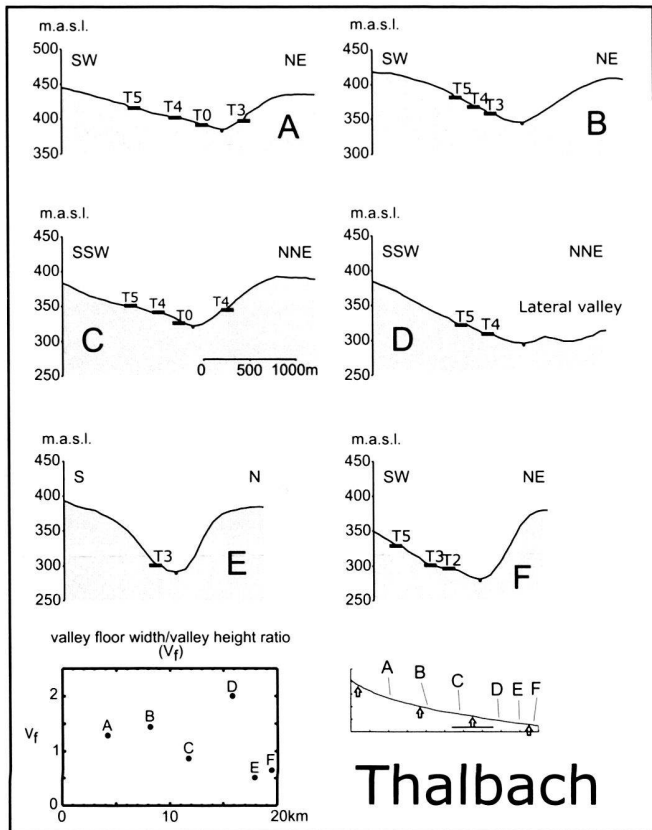 m.a.s.l.
500
450
400
350
SW
NE
T5
T4
T0
T3
A
m.a.s.l.
450
400
350
300
SW
NE
T5
T4
T3
B
m.a.s.l.
450
400
350
300
250
SSW
NNE
T5
T4
T0
T4
C
0 500 1000m
m.a.s.l.
450
400
350
300
250
SSW
NNE
Lateral valley
T5
T4
D
m.a.s.l.
450
400
350
300
250
S
N
T3
E
m.a.s.l.
450
400
350
300
250
SW
NE
T5
T3
T2
F
valley floor width/valley height ratio
(Vf)
2
1
0
Vf
A
B
C
D
E
F
0 10 20km
A B C D E F
Thalbach